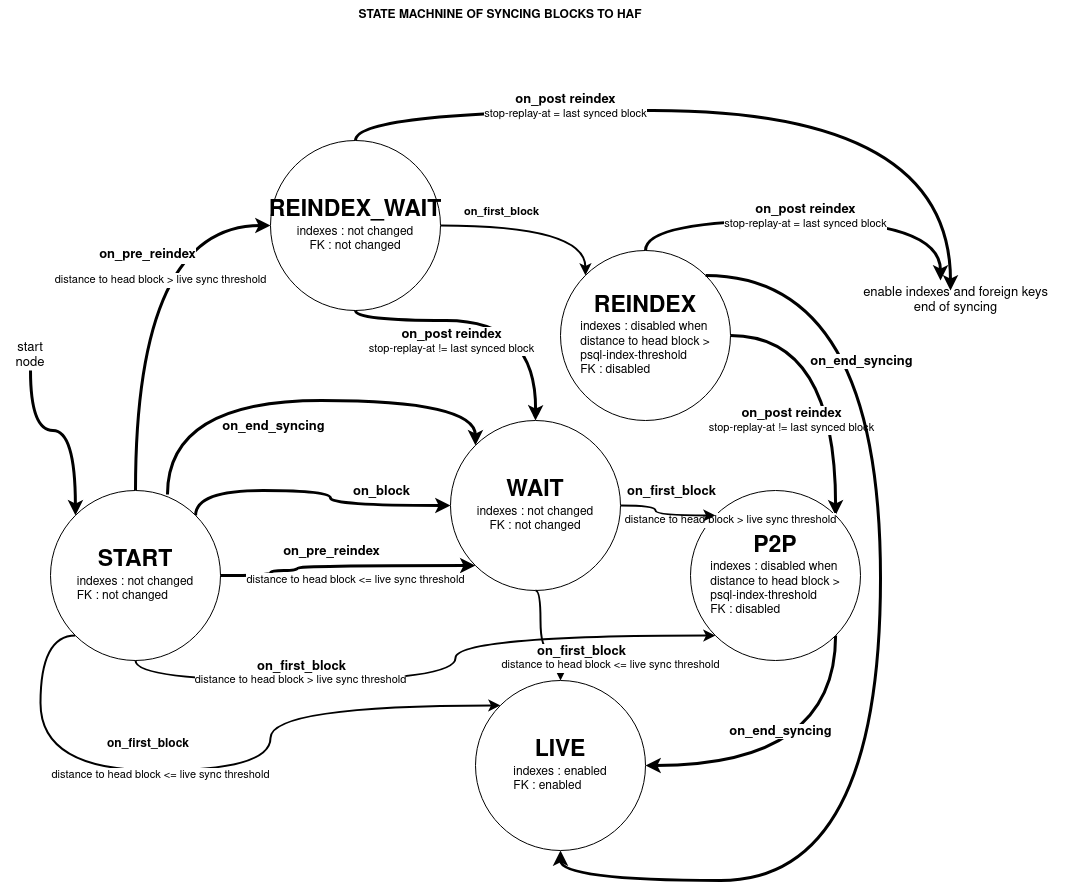 STATE MACHNINE OF SYNCING BLOCKS TO HAF
on_post reindex
stop-replay-at = last synced block
REINDEX_WAIT
indexes : not changed
FK : not changed
on_first_block
on_post reindex
stop-replay-at = last synced block
on_pre_reindex
distance to head block > live sync threshold
enable indexes and foreign keys
end of syncing
REINDEX
indexes : disabled when
distance to head block >
psql-index-threshold
FK : disabled
on_post reindex
stop-replay-at != last synced block
start
node
on_end_syncing
on_post reindex
stop-replay-at != last synced block
on_end_syncing
on_block
WAIT
indexes : not changed
FK : not changed
on_first_block
distance to head block > live sync threshold
START
indexes : not changed
FK : not changed
on_pre_reindex
distance to head block <= live sync threshold
P2P
indexes : disabled when
distance to head block >
psql-index-threshold
FK : disabled
on_first_block
distance to head block > live sync threshold
on_first_block
distance to head block <= live sync threshold
on_first_block
distance to head block <= live sync threshold
on_end_syncing
LIVE
indexes : enabled
FK : enabled